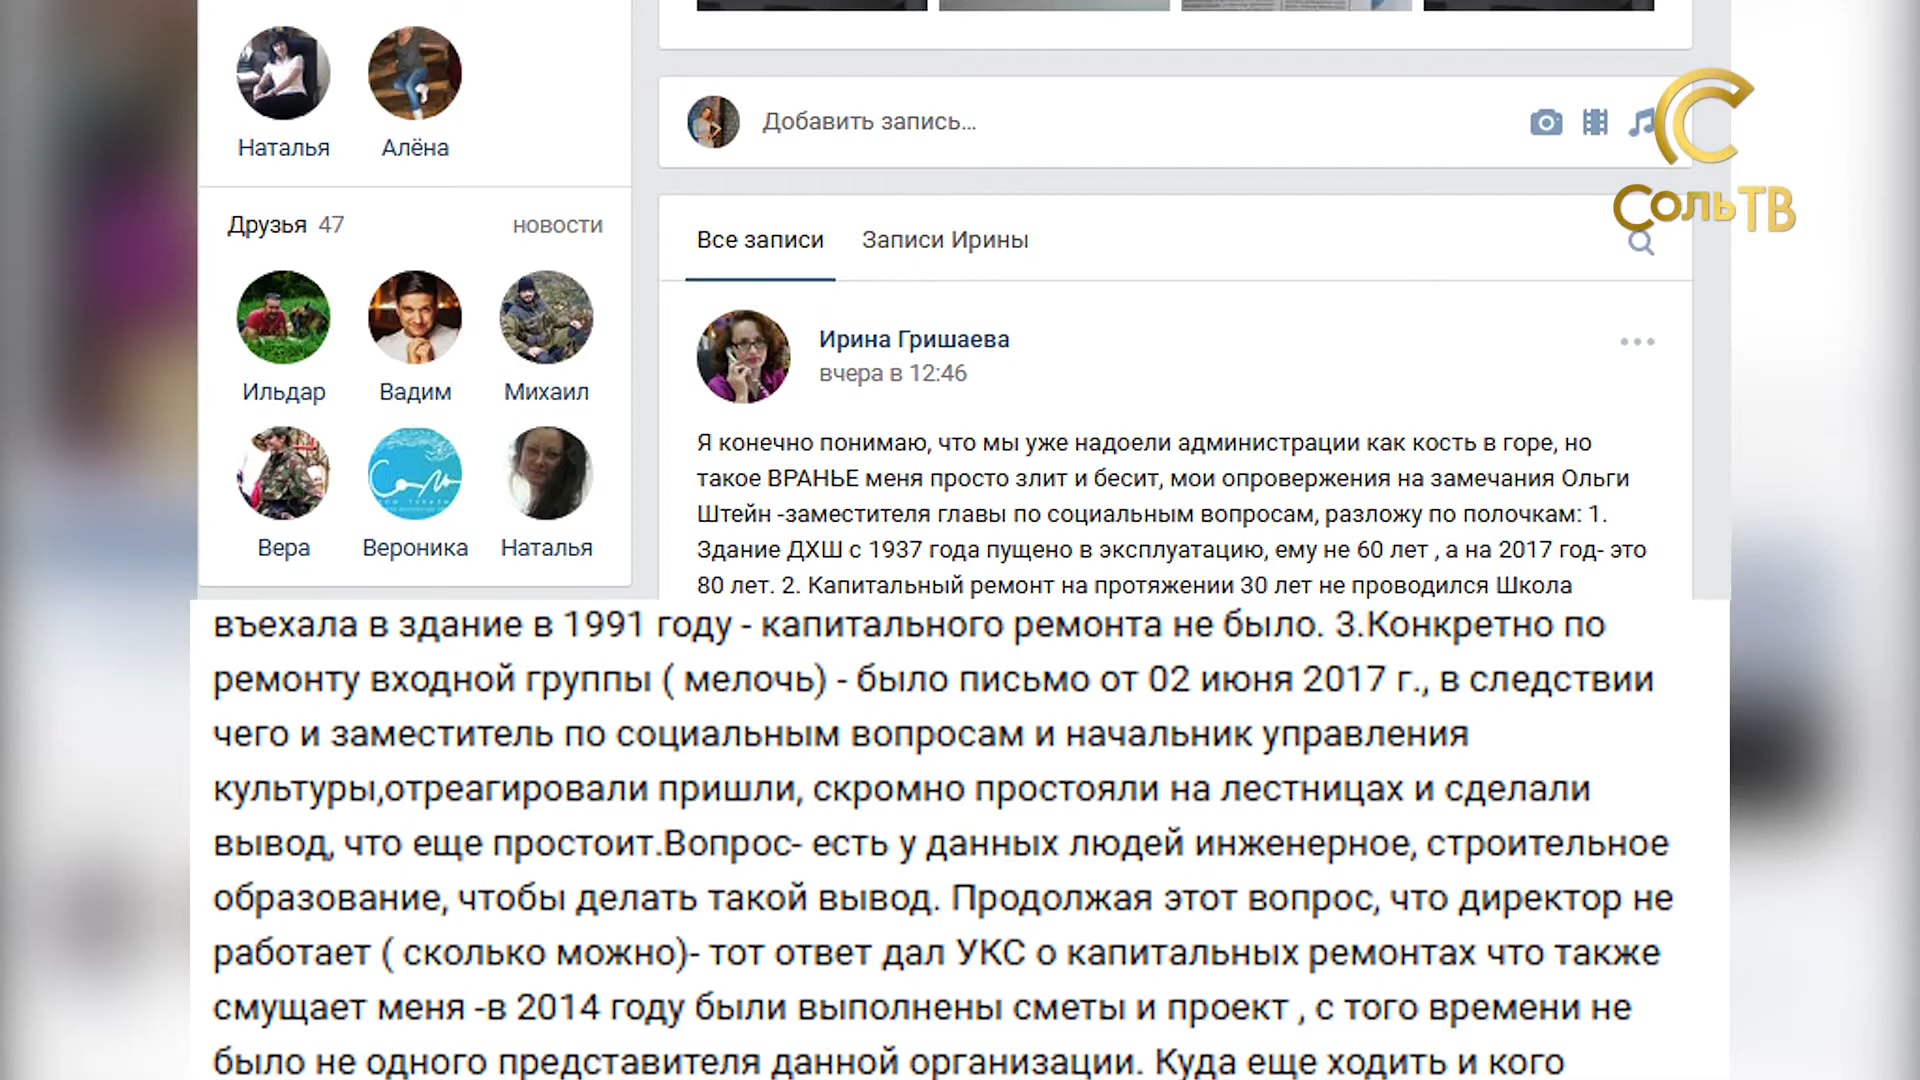 Наталья
Алёна
Друзья 47
новости
Ильдар
Вадим
Михаил
Вера
Вероника
Наталья
Добавить запись...
СольТВ
Все записи
Записи Ирины
Ирина Гришаева
вчера в 12:46
Я конечно понимаю, что мы уже надоели администрации как кость в горе, но
такое ВРАНЬЕ меня просто злит и бесит, мои опровержения на замечания Ольги
Штейн -заместителя главы по социальным вопросам, разложу по полочкам: 1.
Здание ДХШ с 1937 года пущено в эксплуатацию, ему не 60 лет , а на 2017 год- это
80 лет. 2. Капитальный ремонт на протяжении 30 лет не проводился Школа
въехала в здание в 1991 году - капитального ремонта не было. 3.Конкретно по
ремонту входной группы ( мелочь) - было письмо от 02 июня 2017 г., в следствии
чего и заместитель по социальным вопросам и начальник управления
культуры,отреагировали пришли, скромно простояли на лестницах и сделали
вывод, что еще простоит.Вопрос- есть у данных людей инженерное, строительное
образование, чтобы делать такой вывод. Продолжая этот вопрос, что директор не
работает ( сколько можно)- тот ответ дал УКС о капитальных ремонтах что также
смущает меня -в 2014 году были выполнены сметы и проект , с того времени не
было не одного представителя данной организации. Куда еще ходить и кого